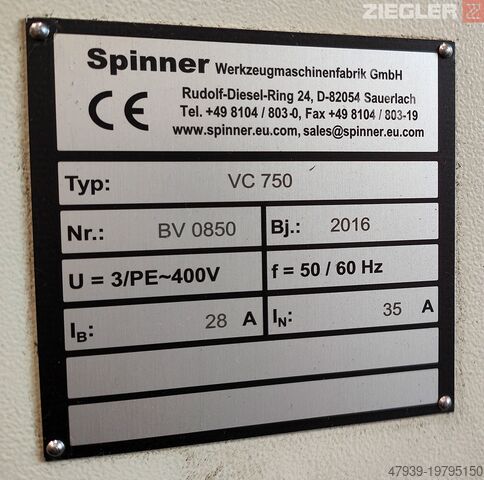 ZIEGLER
Spinner Werkzeugmaschinenfabrik GmbH
CE
Rudolf-Diesel-Ring 24, D-82054 Sauerlach
Tel. +49 8104 / 803-0, Fax +49 8104 / 803-19
www.spinner.eu.com, sales@spinner.eu.com
Typ: VC 750
Nr.: BV 0850 Bj.: 2016
U = 3/PE~400V f = 50 / 60 Hz
IB: 28 A IN: 35 A
47939-19795150